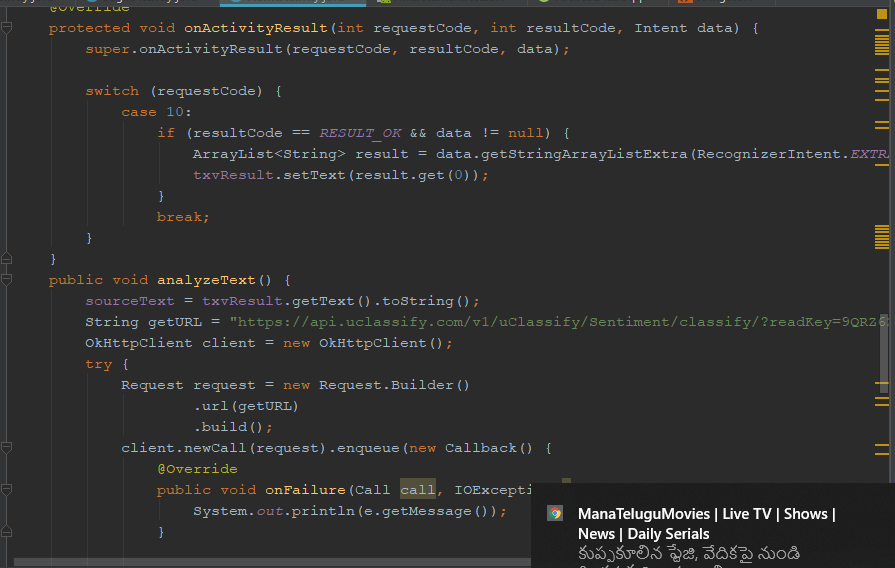 @Override
protected void onActivityResult(int requestCode, int resultCode, Intent data) {
super.onActivityResult(requestCode, resultCode, data);
switch (requestCode) {
case 10:
if (resultCode == RESULT_OK && data != null) {
ArrayList<String> result = data.getStringArrayListExtra(RecognizerIntent.EXTRA
txvResult.setText(result.get(0));
}
break;
}
}
public void analyzeText() {
sourceText = txvResult.getText().toString();
String getURL = "https://api.uclassify.com/v1/uClassify/Sentiment/classify/?readKey=9QRZ6
OkHttpClient client = new OkHttpClient();
try {
Request request = new Request.Builder()
.url(getURL)
.build();
client.newCall(request).enqueue(new Callback() {
@Override
public void onFailure(Call call, IOExcepti
System.out.println(e.getMessage());
}
ManaTeluguMovies | Live TV | Shows |
News | Daily Serials
కుప్పకూలిన స్టేజి, వేదికపై నుండి